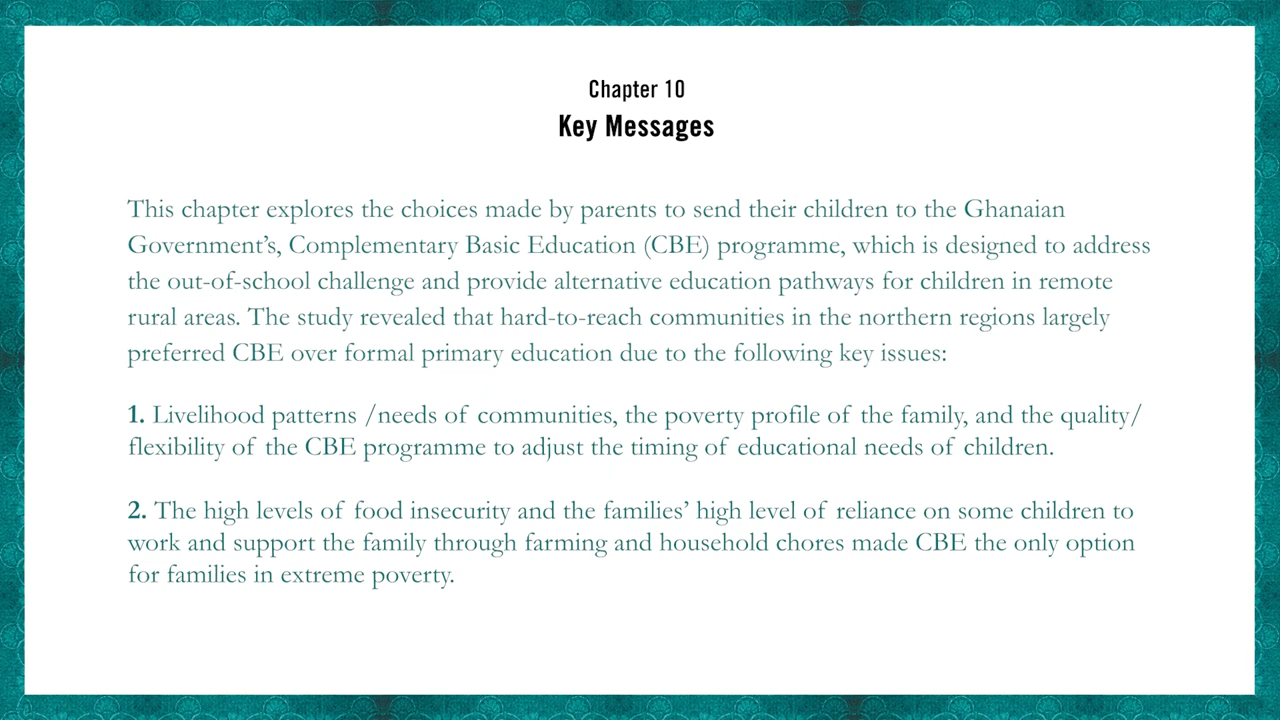 Chapter 10
Key Messages
This chapter explores the choices made by parents to send their children to the Ghanaian
Government’s, Complementary Basic Education (CBE) programme, which is designed to address
the out-of-school challenge and provide alternative education pathways for children in remote
rural areas. The study revealed that hard-to-reach communities in the northern regions largely
preferred CBE over formal primary education due to the following key issues:
1. Livelihood patterns /needs of communities, the poverty profile of the family, and the quality/
flexibility of the CBE programme to adjust the timing of educational needs of children.
2. The high levels of food insecurity and the families’ high level of reliance on some children to
work and support the family through farming and household chores made CBE the only option
for families in extreme poverty.